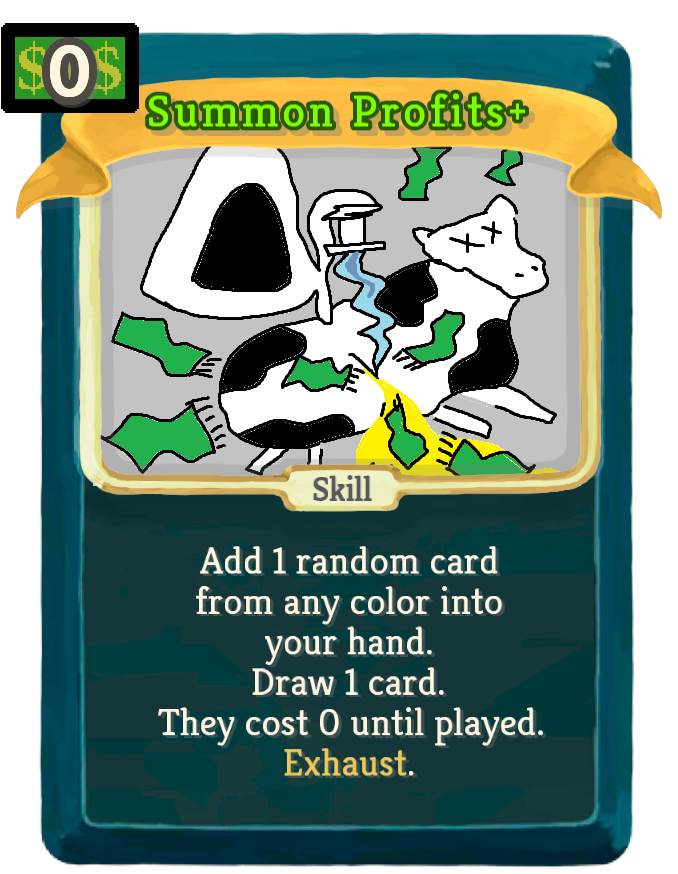 $0$
Summon Profits+
Skill
Add 1 random card
from any color into
your hand.
Draw 1 card.
They cost 0 until played.
Exhaust.